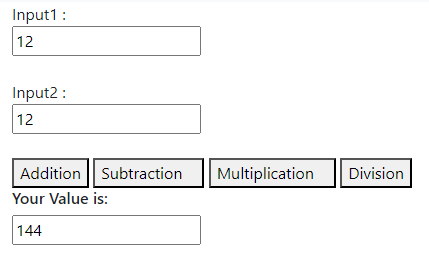 Input1 :
12
Input2 :
12
Addition Subtraction Multiplication Division
Your Value is:
144